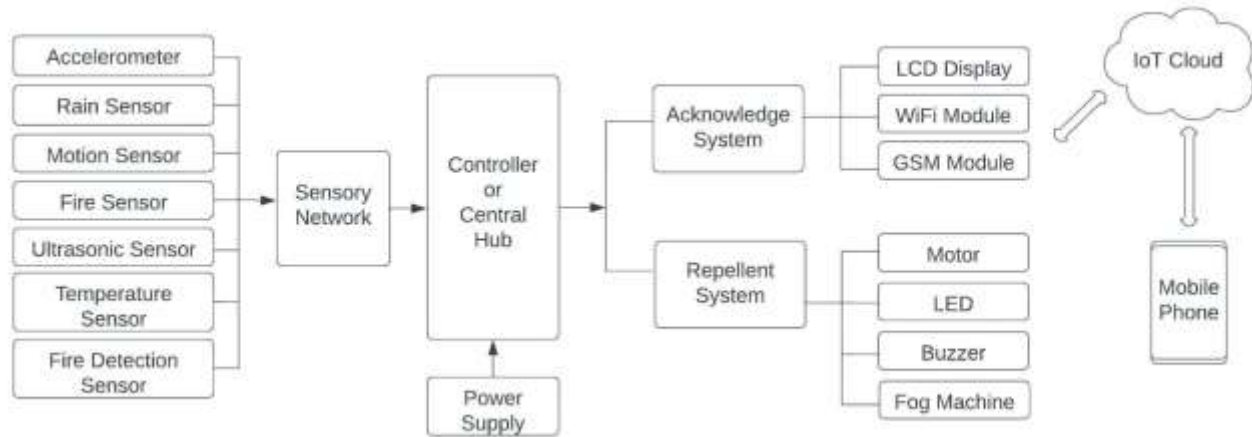 Accelerometer
Rain Sensor
Motion Sensor
Fire Sensor
Ultrasonic Sensor
Temperature
Sensor
Fire Detection
Sensor
Sensory
Network
Controller
or
Central
Hub
Power
Supply
Acknowledge
System
Repellent
System
LCD Display
WiFi Module
GSM Module
Motor
LED
Buzzer
Fog Machine
IoT Cloud
Mobile
Phone